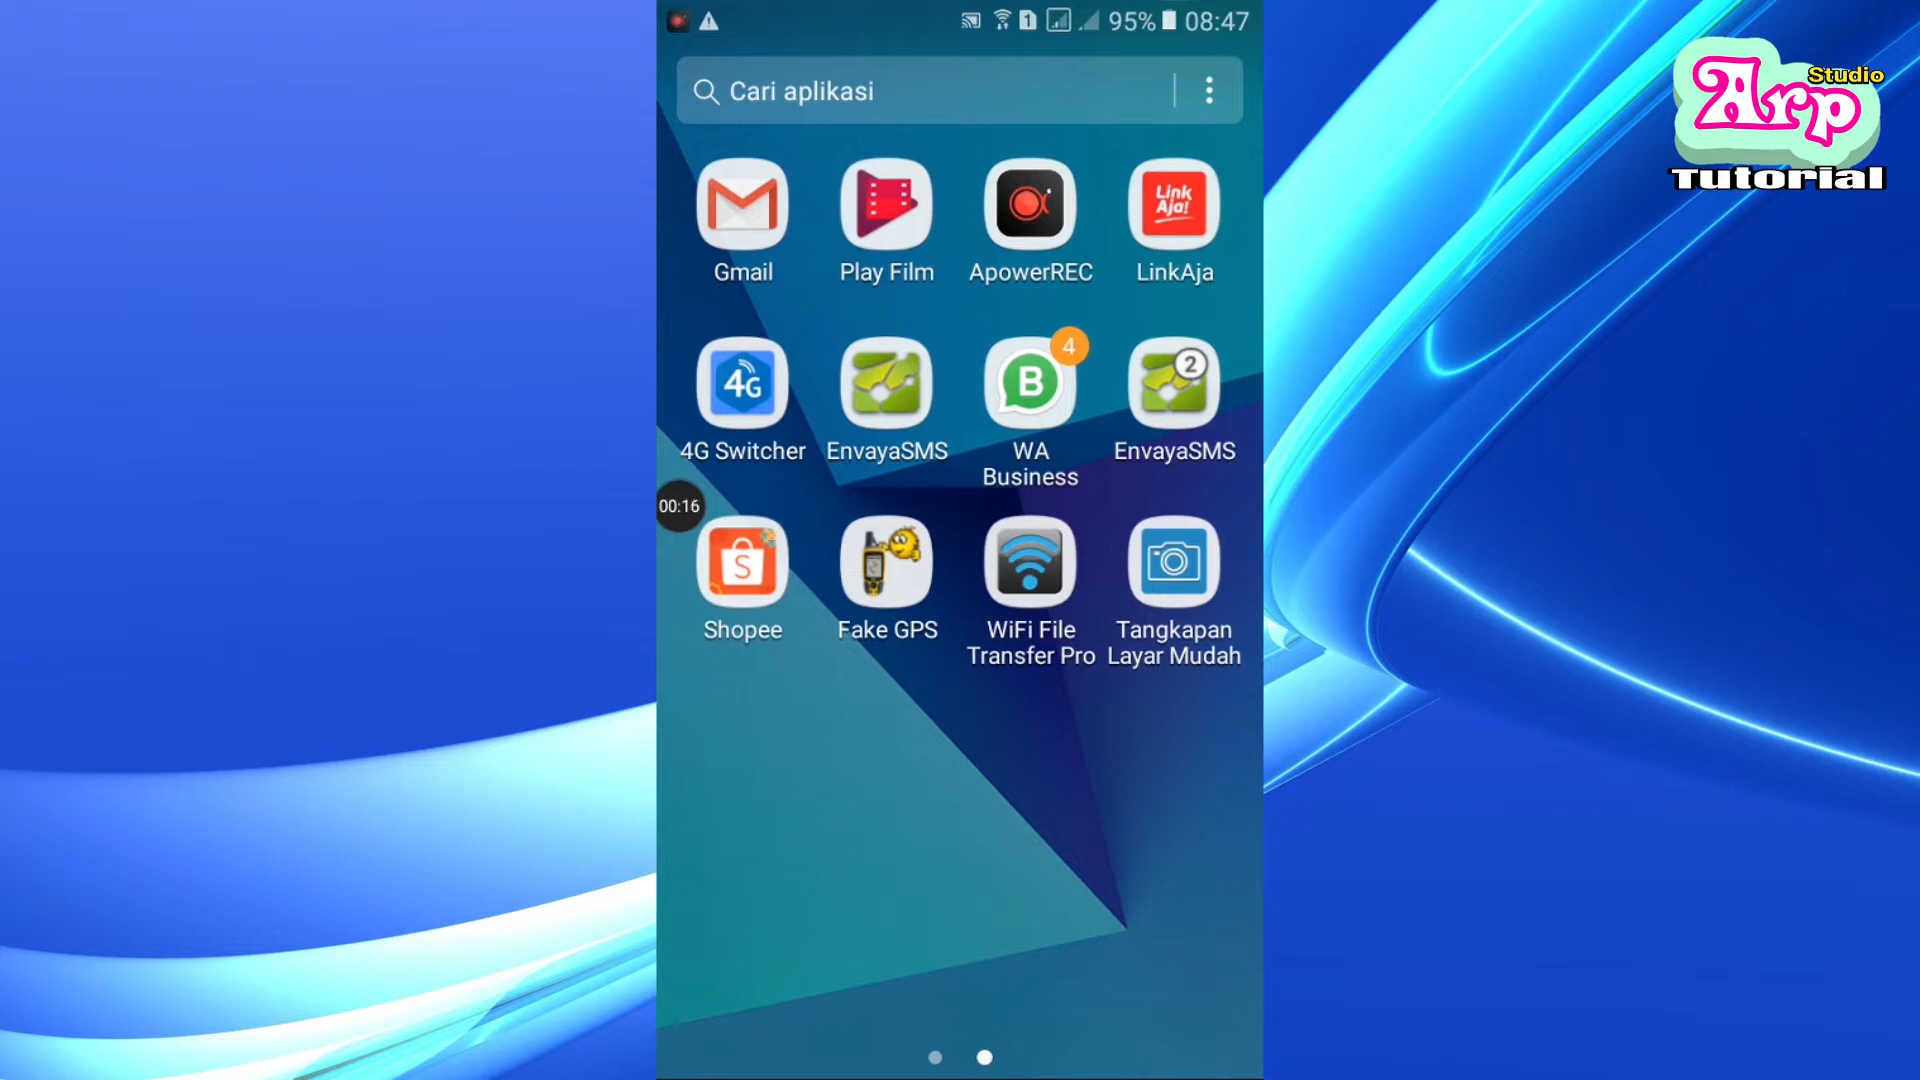 1 95% 08:47
Cari aplikasi
Studio
Arp
Tutorial
Link
Aja!
Gmail Play Film ApowerREC LinkAja
4G B 4 2
4G Switcher EnvayaSMS WA EnvayaSMS
Business
00:16
S
Shopee Fake GPS WiFi File Tangkapan
Transfer Pro Layar Mudah